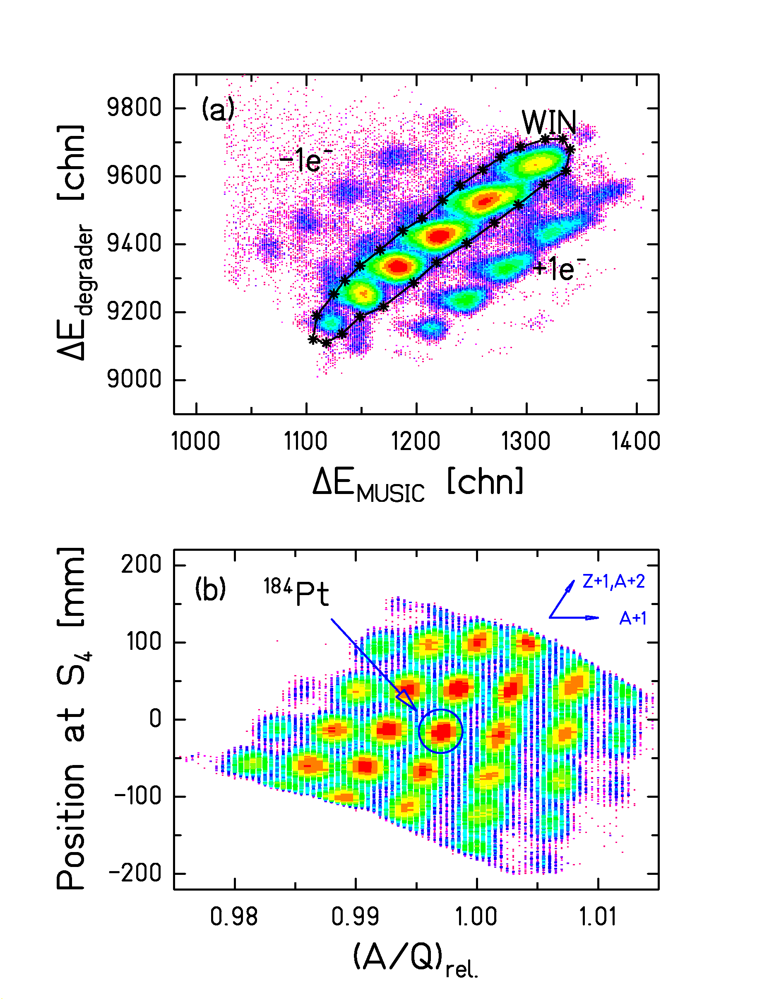 (a)
WIN
−1e⁻
+1e⁻
9800
9600
9400
9200
9000
ΔE_degrader [chn]
1000 1100 1200 1300 1400
ΔE_MUSIC [chn]
(b)
¹⁸⁴Pt
Z+1,A+2
A+1
200
100
0
−100
−200
Position at S₄ [mm]
0.98 0.99 1.00 1.01
(A/Q)_rel.